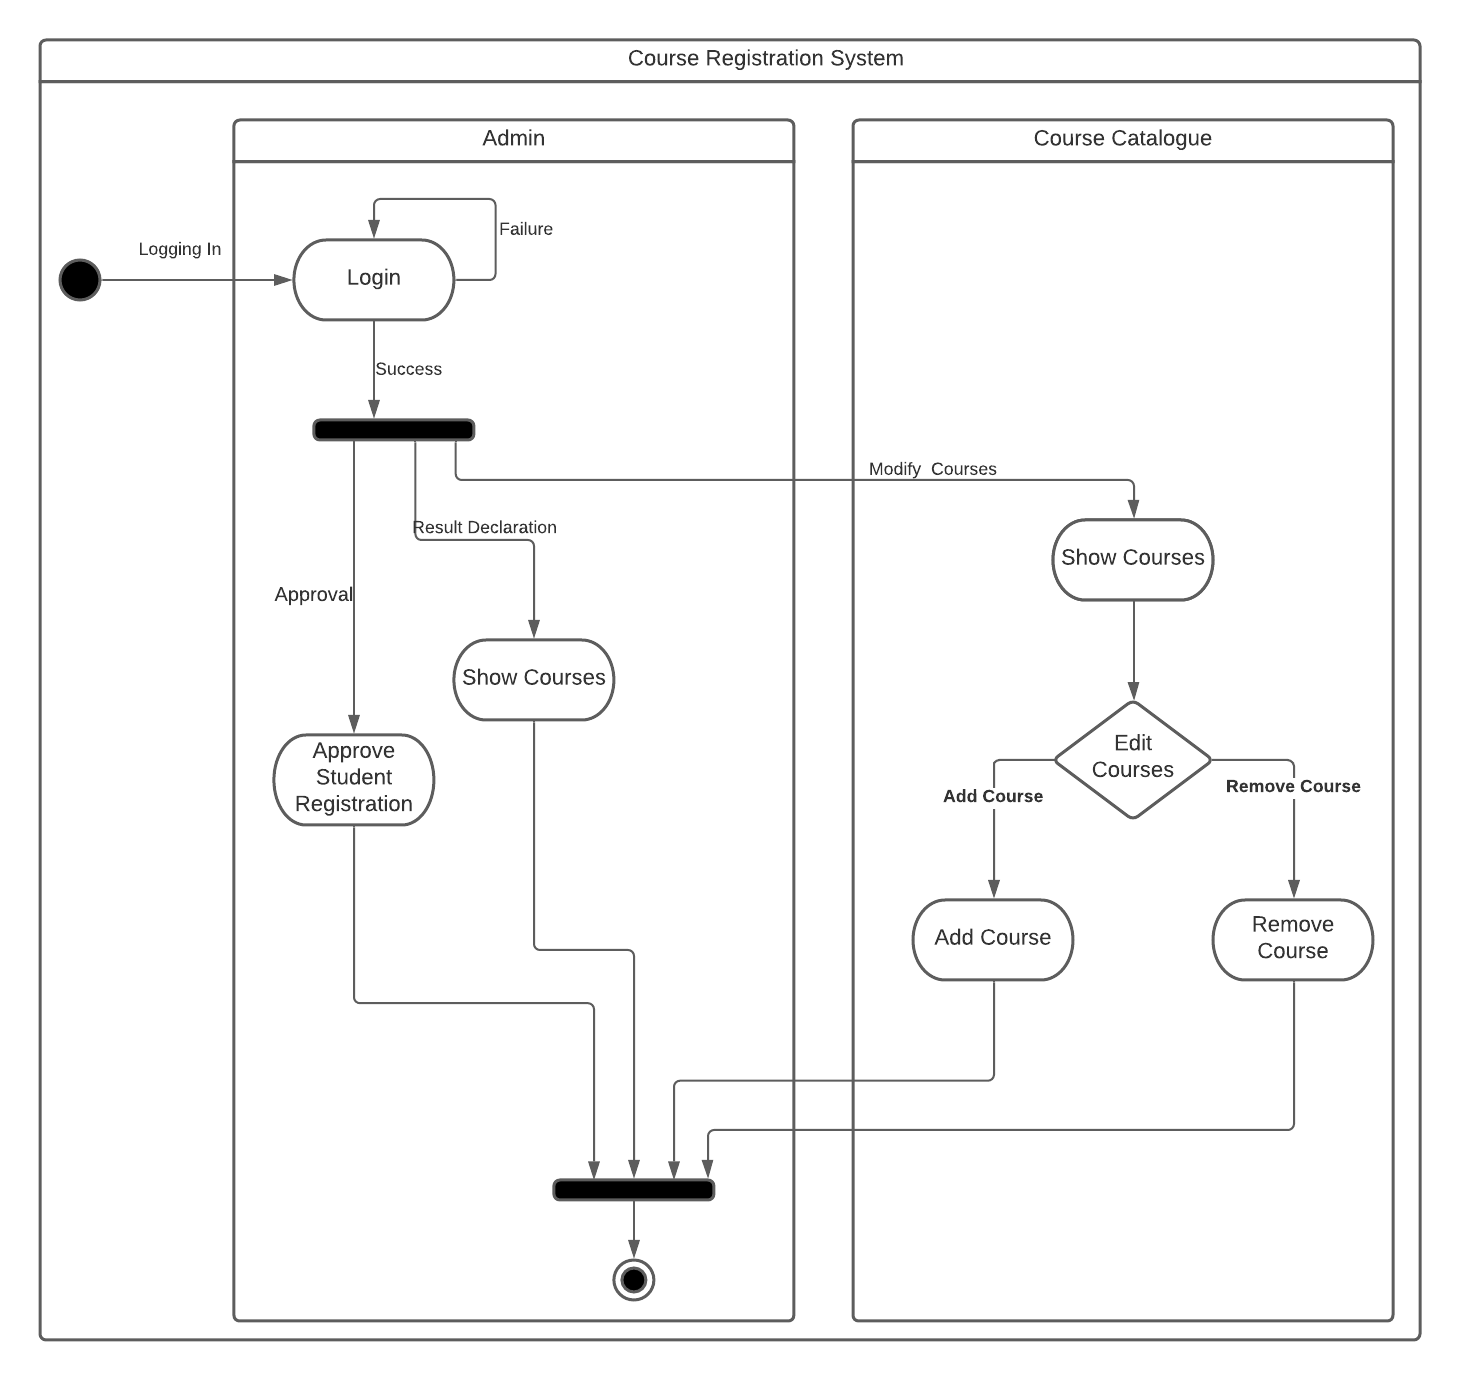 Course Registration System
Admin
Course Catalogue
Failure
Logging In
Login
Success
Modify  Courses
Result Declaration
Show Courses
Approval
Show Courses
Approve
Student
Registration
Edit
Courses
Add Course
Remove Course
Add Course
Remove
Course